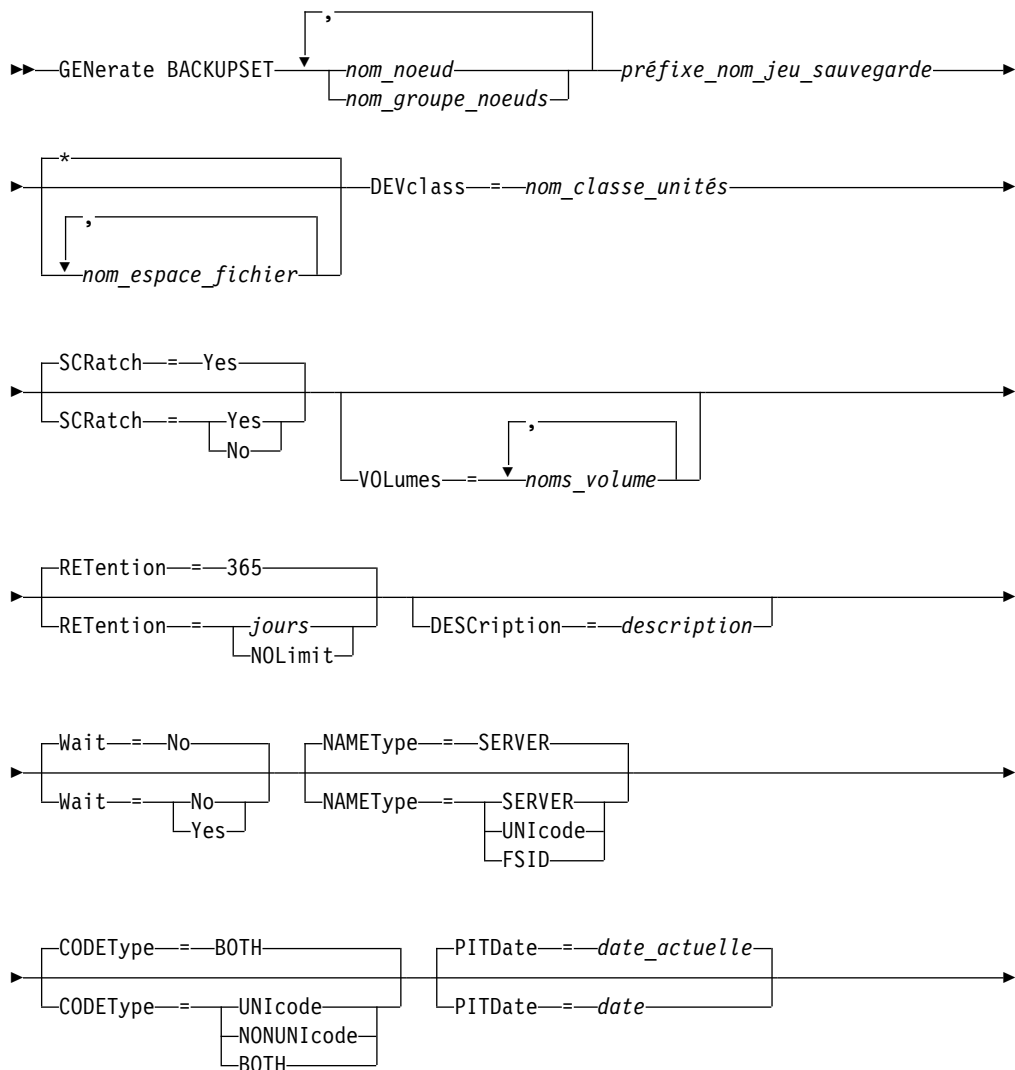 ,
GENerate BACKUPSET nom_noeud préfixe_nom_jeu_sauvegarde
nom_groupe_noeuds
*
DEVclass = nom_classe_unités
,
nom_espace_fichier
SCRatch = Yes
SCRatch = Yes
No
,
VOLumes = noms_volume
RETention = 365
RETention = jours
NOLimit
DESCription = description
Wait = No NAMEType = SERVER
Wait = No NAMEType = SERVER
Yes UNIcode
FSID
CODEType = BOTH PITDate = date_actuelle
CODEType = UNIcode PITDate = date
NONUNIcode
BOTH